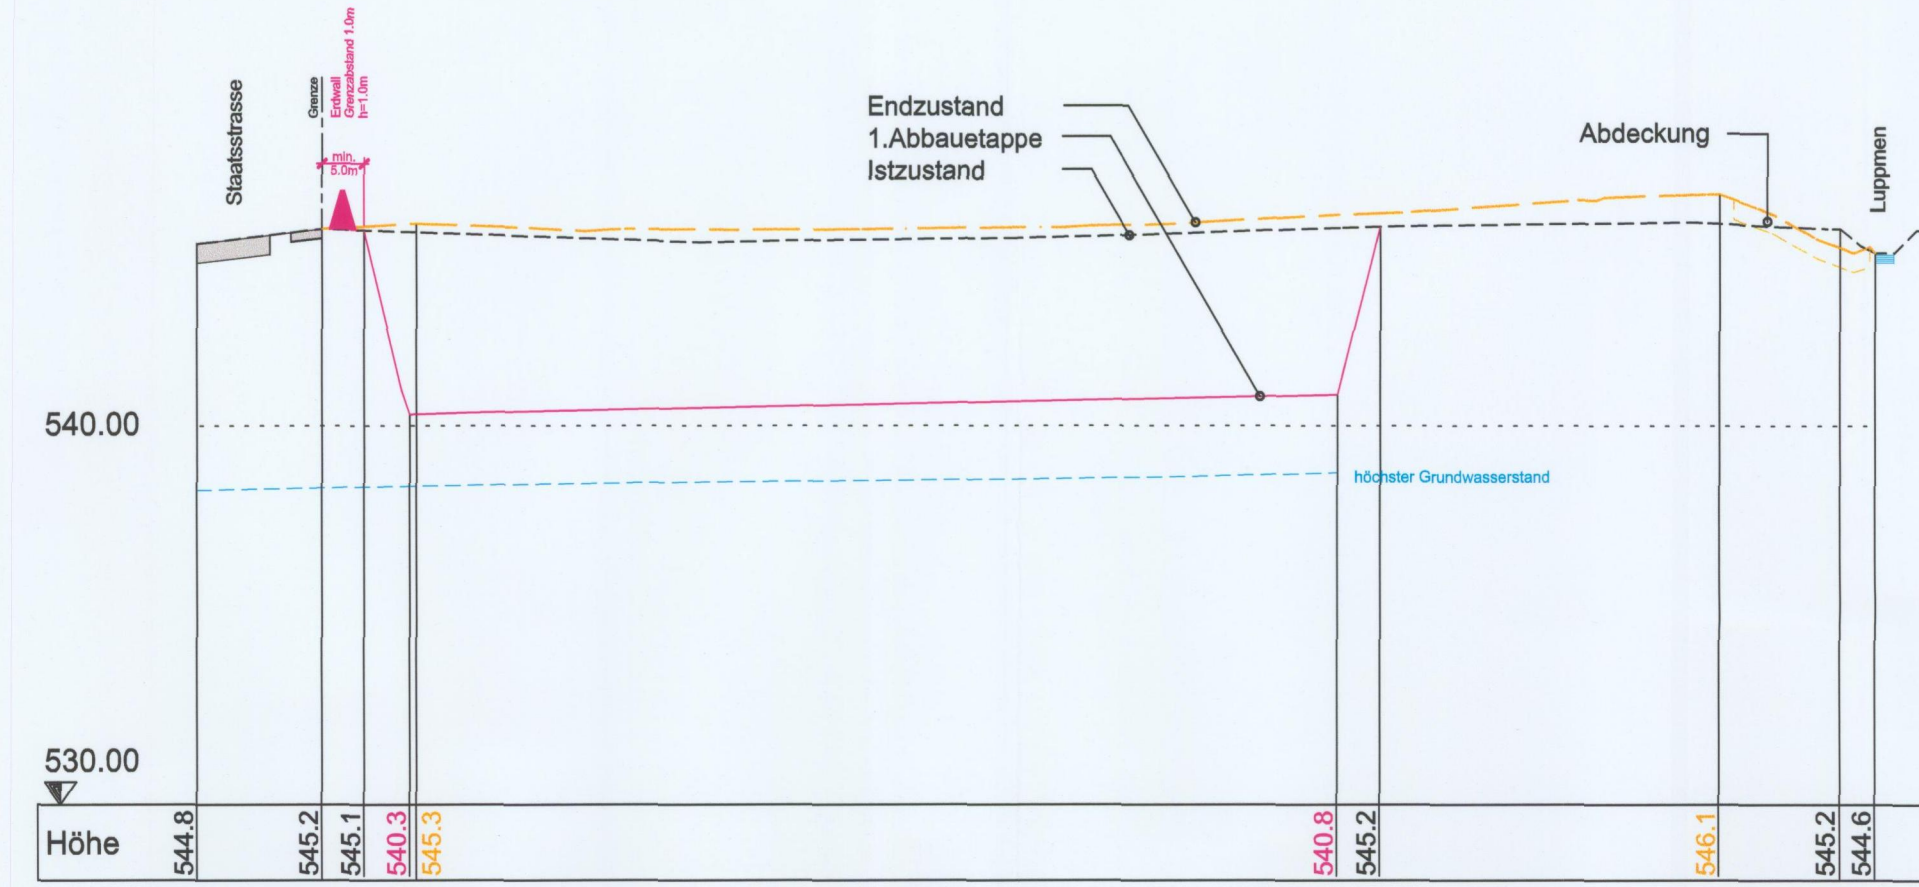 Staatsstrasse
Grenze
Erdwall
Grenzabstand 1.0m
h=1.0m
min.
5.0m
Endzustand
1.Abbauetappe
Istzustand
Abdeckung
Luppmen
540.00
höchster Grundwasserstand
530.00
Höhe
544.8
545.2
545.1
540.3
545.3
540.8
545.2
546.1
545.2
544.6